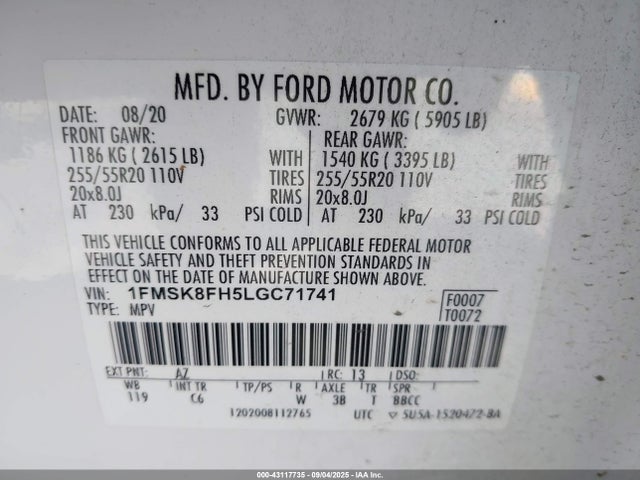 MFD. BY FORD MOTOR CO.
DATE: 08/20 GVWR: 2679 KG ( 5905 LB)
FRONT GAWR: REAR GAWR:
1186 KG ( 2615 LB) WITH 1540 KG ( 3395 LB) WITH
255/55R20 110V TIRES 255/55R20 110V TIRES
20x8.0J RIMS 20x8.0J RIMS
AT 230 kPa/ 33 PSI COLD AT 230 kPa/ 33 PSI COLD
THIS VEHICLE CONFORMS TO ALL APPLICABLE FEDERAL MOTOR
VEHICLE SAFETY AND THEFT PREVENTION STANDARDS IN
EFFECT ON THE DATE OF MANUFACTURE SHOWN ABOVE.
VIN: 1FMSK8FH5LGC71741 F0007
TYPE: MPV T0072
EXT PNT: AZ RC: 13 DSO:
WB INT TR TP/PS R AXLE TR SPR
119 C6 W 3B T BBCC
1202008112765 UTC ▽ 5U5A-1520472-BA
000-43117735 - 09/04/2025 - IAAI.COM